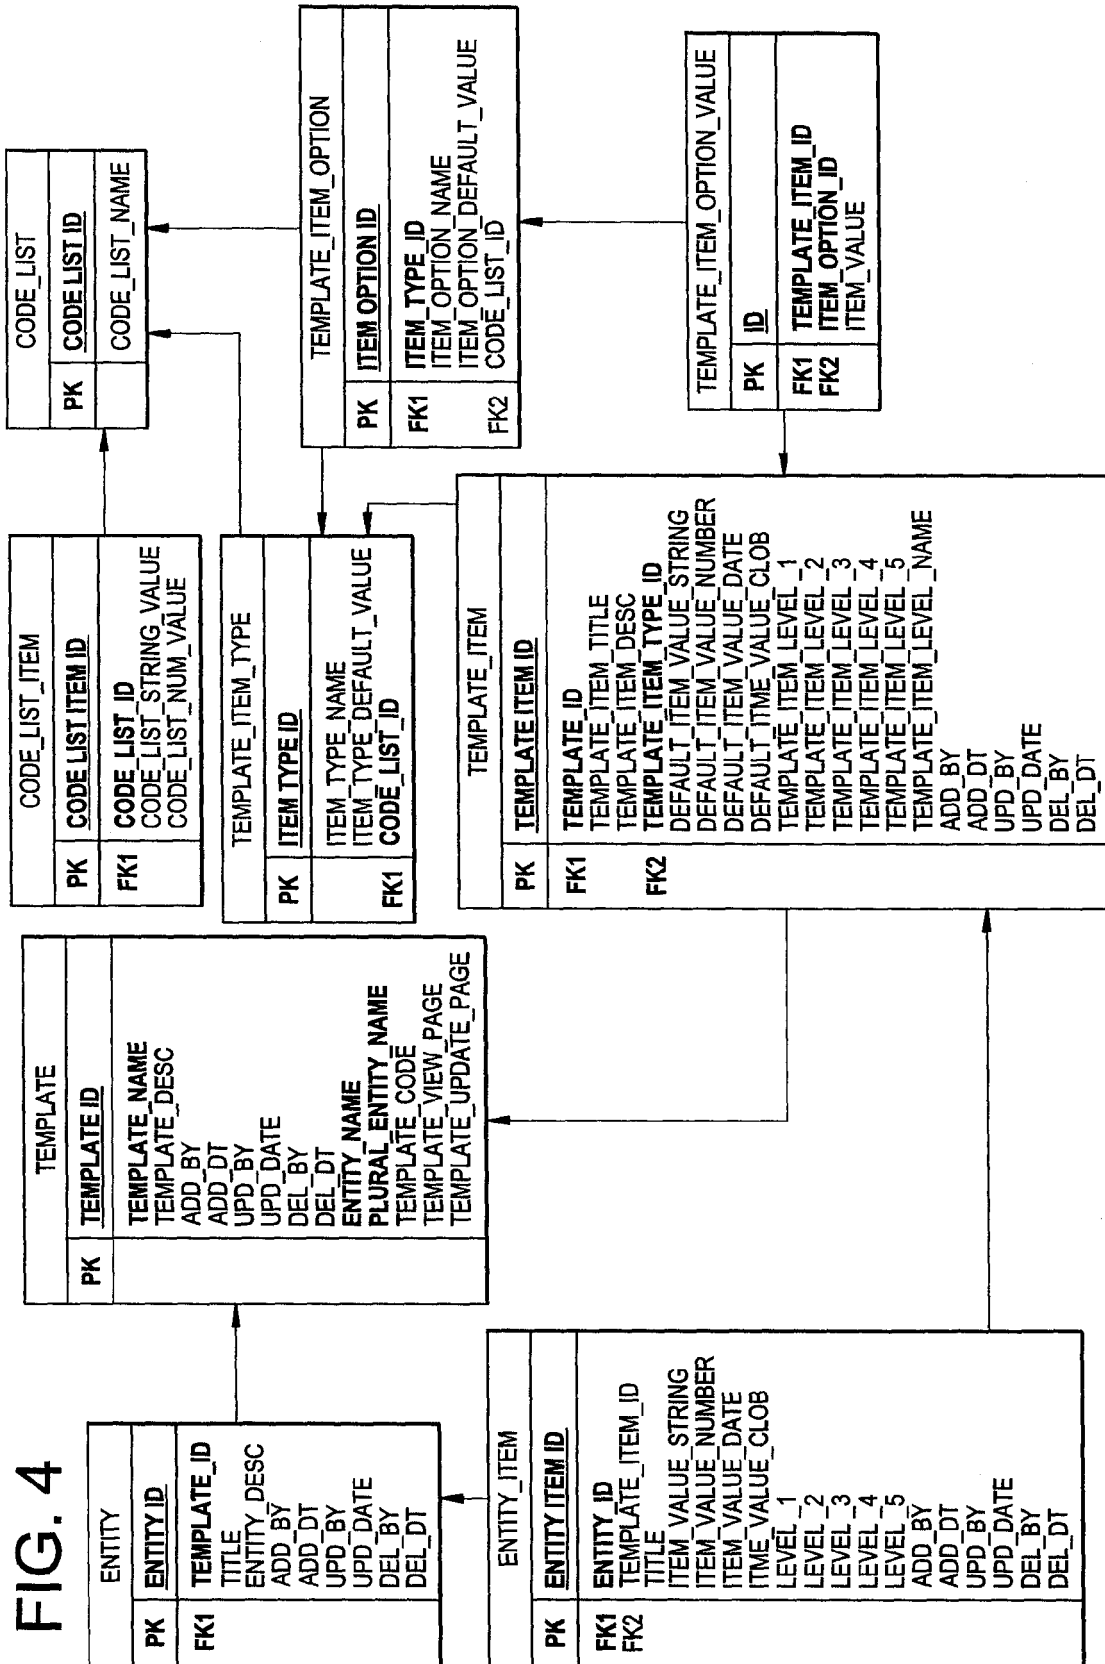 FIG. 4
ENTITY
PK ENTITY ID
FK1 TEMPLATE_ID
TITLE
ENTITY_DESC
ADD_BY
ADD_DT
UPD_BY
UPD_DATE
DEL_BY
DEL_DT
TEMPLATE
PK TEMPLATE ID
TEMPLATE_NAME
TEMPLATE_DESC
ADD_BY
ADD_DT
UPD_BY
UPD_DATE
DEL_BY
DEL_DT
ENTITY_NAME
PLURAL_ENTITY_NAME
TEMPLATE_CODE
TEMPLATE_VIEW_PAGE
TEMPLATE_UPDATE_PAGE
CODE_LIST_ITEM
PK CODE LIST ITEM ID
FK1 CODE_LIST_ID
CODE_LIST_STRING_VALUE
CODE_LIST_NUM_VALUE
CODE_LIST
PK CODE LIST ID
CODE_LIST_NAME
TEMPLATE_ITEM_TYPE
PK ITEM TYPE ID
ITEM_TYPE_NAME
ITEM_TYPE_DEFAULT_VALUE
FK1 CODE_LIST_ID
TEMPLATE_ITEM_OPTION
PK ITEM OPTION ID
FK1 ITEM_TYPE_ID
ITEM_OPTION_NAME
ITEM_OPTION_DEFAULT_VALUE
FK2 CODE_LIST_ID
ENTITY_ITEM
PK ENTITY ITEM ID
FK1 ENTITY_ID
FK2 TEMPLATE_ITEM_ID
TITLE
ITEM_VALUE_STRING
ITEM_VALUE_NUMBER
ITEM_VALUE_DATE
ITME_VALUE_CLOB
LEVEL_1
LEVEL_2
LEVEL_3
LEVEL_4
LEVEL_5
ADD_BY
ADD_DT
UPD_BY
UPD_DATE
DEL_BY
DEL_DT
TEMPLATE_ITEM
PK TEMPLATE ITEM ID
FK1 TEMPLATE_ID
TEMPLATE_ITEM_TITLE
TEMPLATE_ITEM_DESC
FK2 TEMPLATE_ITEM_TYPE_ID
DEFAULT_ITEM_VALUE_STRING
DEFAULT_ITEM_VALUE_NUMBER
DEFAULT_ITEM_VALUE_DATE
DEFAULT_ITME_VALUE_CLOB
TEMPLATE_ITEM_LEVEL_1
TEMPLATE_ITEM_LEVEL_2
TEMPLATE_ITEM_LEVEL_3
TEMPLATE_ITEM_LEVEL_4
TEMPLATE_ITEM_LEVEL_5
TEMPLATE_ITEM_LEVEL_NAME
ADD_BY
ADD_DT
UPD_BY
UPD_DATE
DEL_BY
DEL_DT
TEMPLATE_ITEM_OPTION_VALUE
PK ID
FK1 TEMPLATE_ITEM_ID
FK2 ITEM_OPTION_ID
ITEM_VALUE